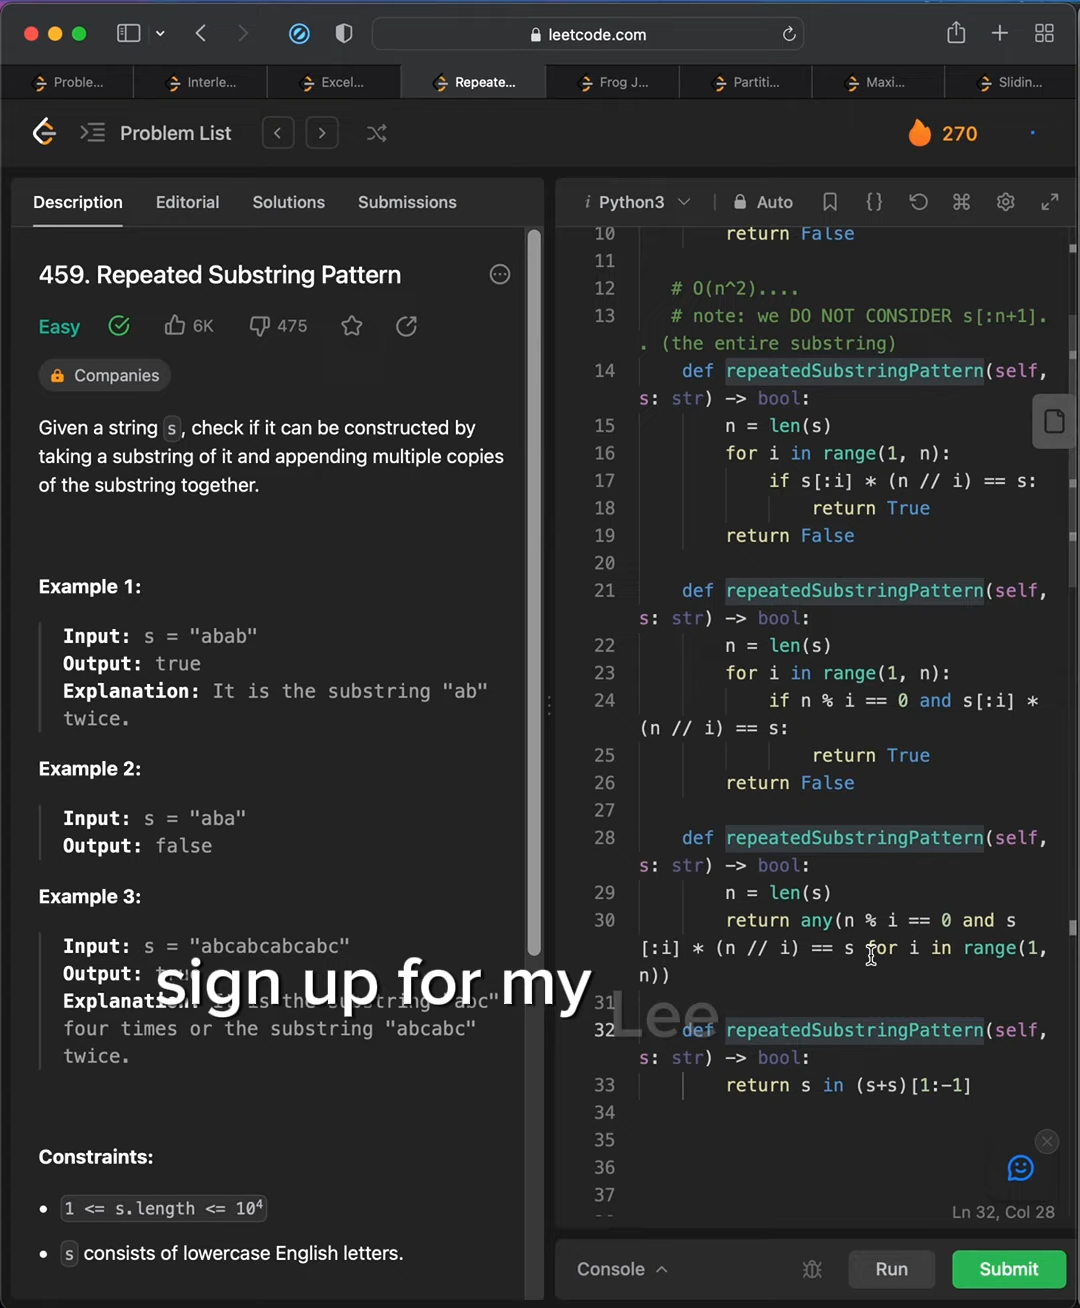 leetcode.com
Proble...
Interle...
Excel...
Repeate...
Frog J...
Partiti...
Maxi...
Slidin...
Problem List
270
Description Editorial Solutions Submissions
459. Repeated Substring Pattern
Easy 6K 475
Companies
Given a string s, check if it can be constructed by
taking a substring of it and appending multiple copies
of the substring together.
Example 1:
Input: s = "abab"
Output: true
Explanation: It is the substring "ab"
twice.
Example 2:
Input: s = "aba"
Output: false
Example 3:
Input: s = "abcabcabcabc"
Output: true
Explanation: It is the substring "abc"
four times or the substring "abcabc"
twice.
Constraints:
• 1 <= s.length <= 10⁴
• s consists of lowercase English letters.
i Python3 Auto
10 return False
11
12 # O(n^2)....
13 # note: we DO NOT CONSIDER s[:n+1].
. (the entire substring)
14 def repeatedSubstringPattern(self,
s: str) -> bool:
15 n = len(s)
16 for i in range(1, n):
17 if s[:i] * (n // i) == s:
18 return True
19 return False
20
21 def repeatedSubstringPattern(self,
s: str) -> bool:
22 n = len(s)
23 for i in range(1, n):
24 if n % i == 0 and s[:i] *
(n // i) == s:
25 return True
26 return False
27
28 def repeatedSubstringPattern(self,
s: str) -> bool:
29 n = len(s)
30 return any(n % i == 0 and s
[:i] * (n // i) == s for i in range(1,
n))
31
32 def repeatedSubstringPattern(self,
s: str) -> bool:
33 return s in (s+s)[1:-1]
34
35
36
37
Ln 32, Col 28
Console Run Submit
sign up for my Lee